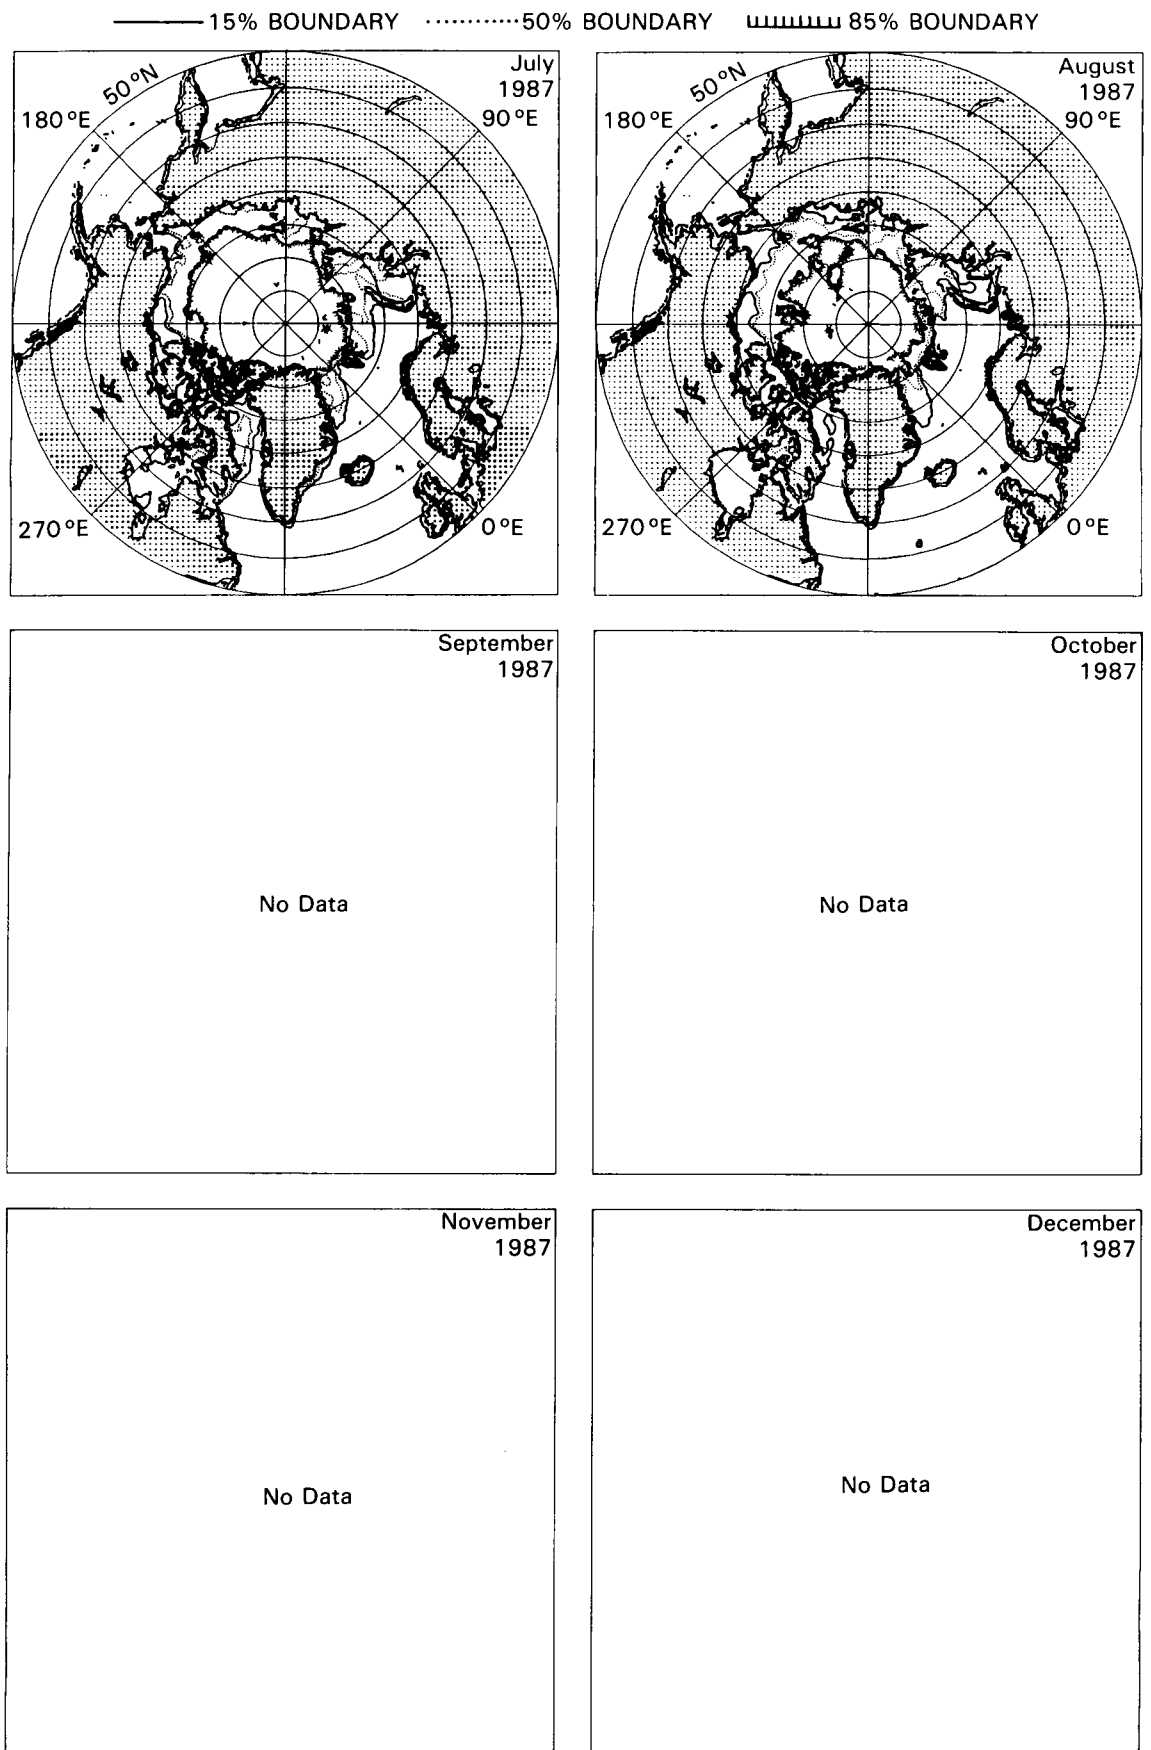 15% BOUNDARY 50% BOUNDARY 85% BOUNDARY
July
1987
50°N
180°E
90°E
270°E
0°E
August
1987
50°N
180°E
90°E
270°E
0°E
September
1987
No Data
October
1987
No Data
November
1987
No Data
December
1987
No Data